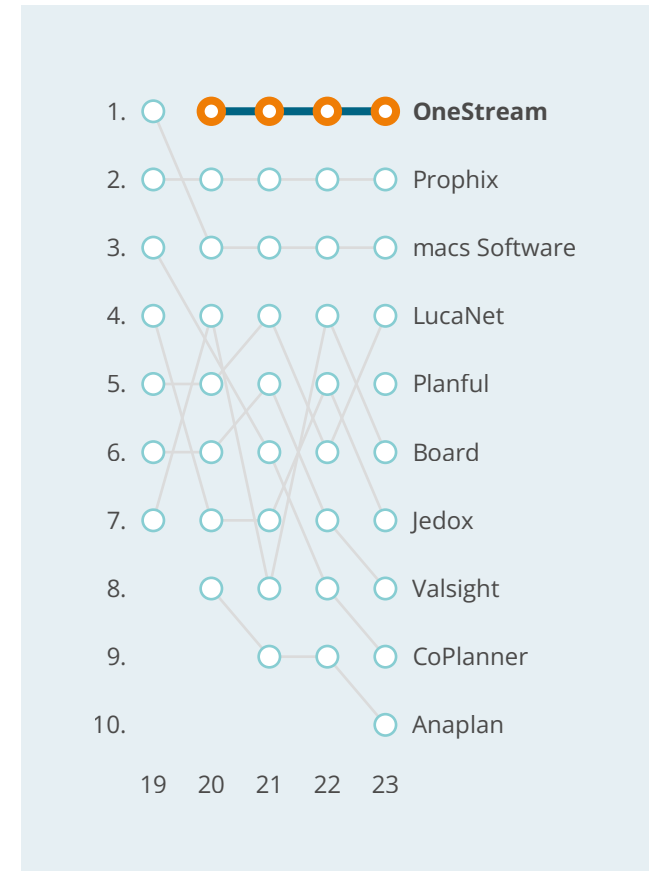 1. OneStream
2. Prophix
3. macs Software
4. LucaNet
5. Planful
6. Board
7. Jedox
8. Valsight
9. CoPlanner
10. Anaplan
19 20 21 22 23